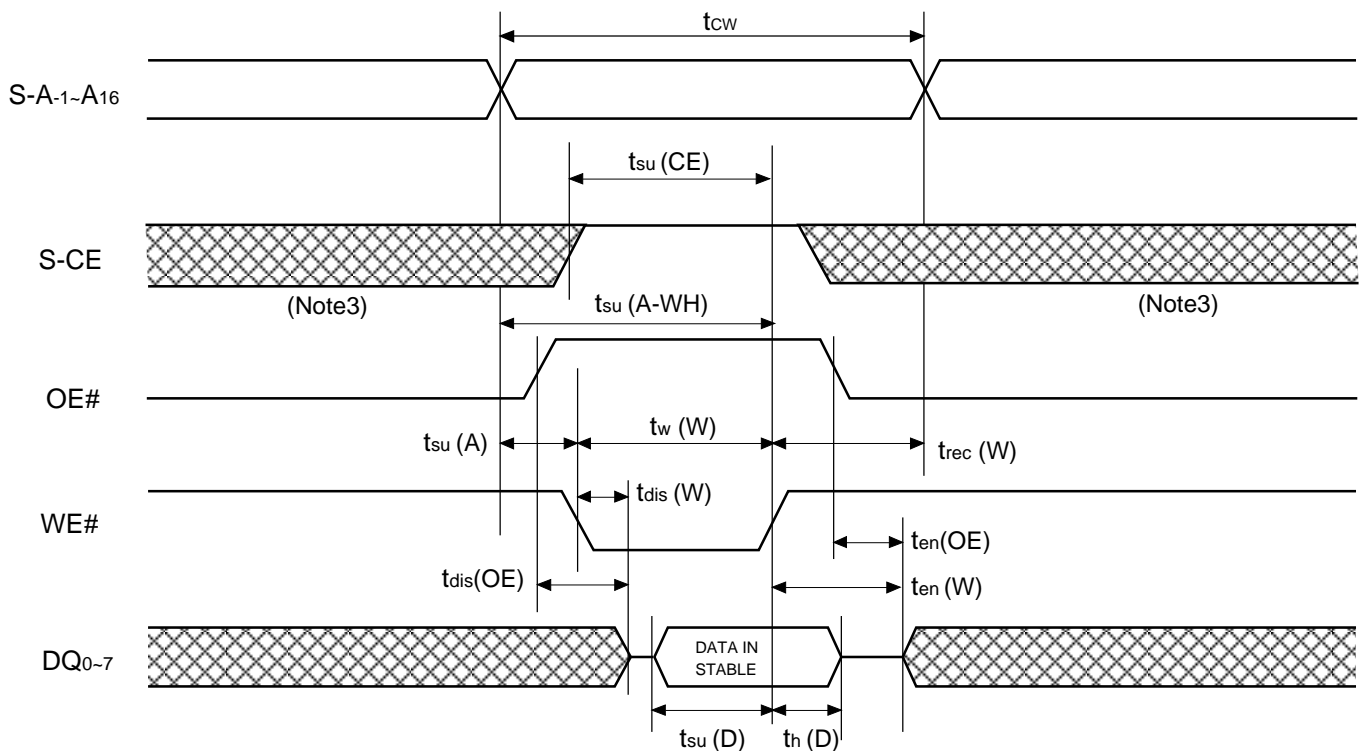 tCW
S-A-1~A16
tsu (CE)
S-CE
(Note3)
(Note3)
tsu (A-WH)
OE#
tsu (A)
tw (W)
trec (W)
tdis (W)
WE#
ten(OE)
tdis(OE)
ten (W)
DQ0~7
DATA IN
STABLE
tsu (D)
th (D)